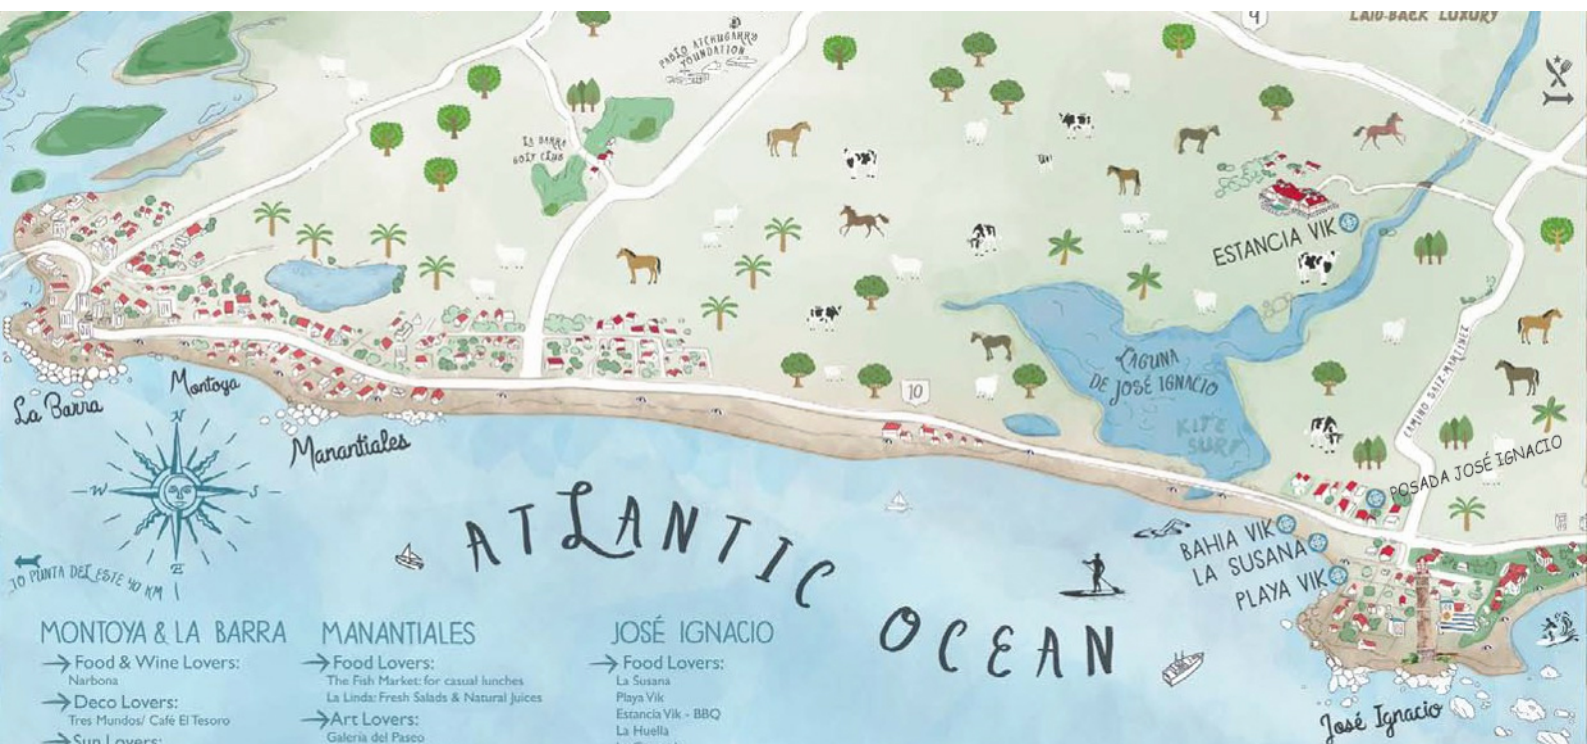 4
LAID-BACK LUXURY
PABLO ATCHUGARRY
FOUNDATION
LA BARRA
GOLF CLUB
ESTANCIA VIK
LAGUNA
DE JOSÉ IGNACIO
KITE
SURF
10
CAMINO SAIZ MARTINEZ
POSADA JOSÉ IGNACIO
BAHIA VIK
LA SUSANA
PLAYA VIK
José Ignacio
La Barra
Montoya
Manantiales
N
W
S
E
TO PUNTA DEL ESTE 40 KM
ATLANTIC
OCEAN
MONTOYA & LA BARRA
Food & Wine Lovers:
Narbona
Deco Lovers:
Tres Mundos/ Café El Tesoro
Sun Lovers:
MANANTIALES
Food Lovers:
The Fish Market: for casual lunches
La Linda: Fresh Salads & Natural Juices
Art Lovers:
Galería del Paseo
JOSÉ IGNACIO
Food Lovers:
La Susana
Playa Vik
Estancia Vik - BBQ
La Huella